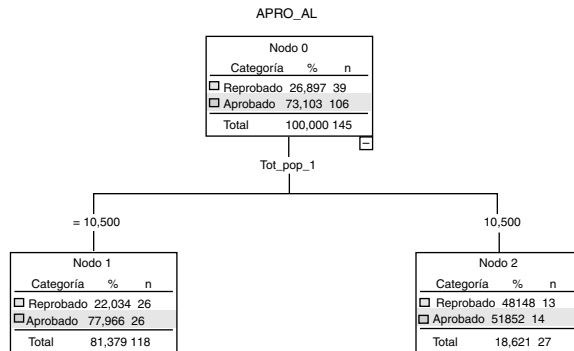 APRO_AL
Nodo 0
Categoría % n
Reprobado 26,897 39
Aprobado 73,103 106
Total 100,000 145
Tot_pop_1
= 10,500
10,500
Nodo 1
Categoría % n
Reprobado 22,034 26
Aprobado 77,966 26
Total 81,379 118
Nodo 2
Categoría % n
Reprobado 48148 13
Aprobado 51852 14
Total 18,621 27